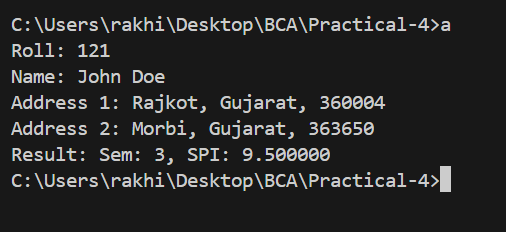 C:\Users\rakhi\Desktop\BCA\Practical-4>a
Roll: 121
Name: John Doe
Address 1: Rajkot, Gujarat, 360004
Address 2: Morbi, Gujarat, 363650
Result: Sem: 3, SPI: 9.500000
C:\Users\rakhi\Desktop\BCA\Practical-4>